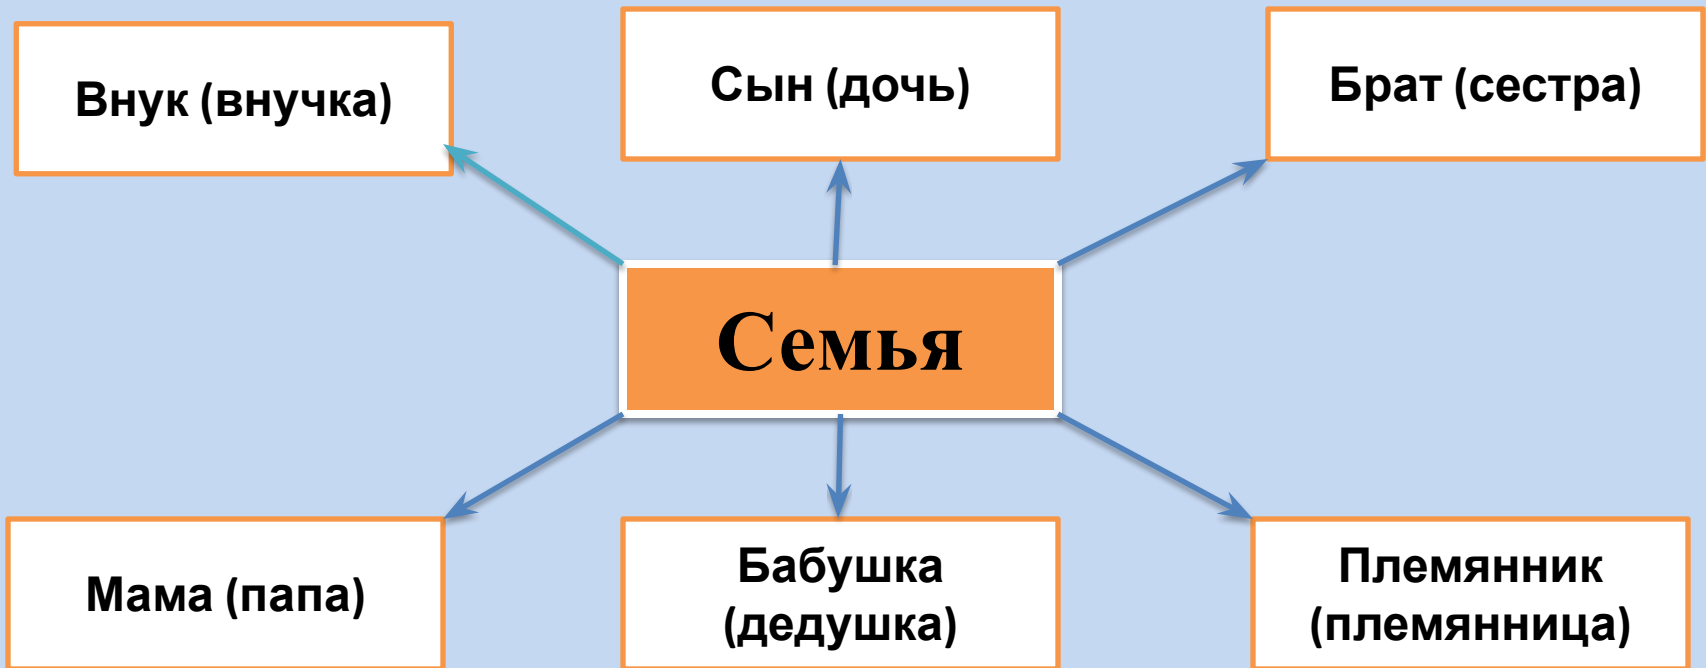 Внук (внучка)
Сын (дочь)
Брат (сестра)
Семья
Мама (папа)
Бабушка
(дедушка)
Племянник
(племянница)